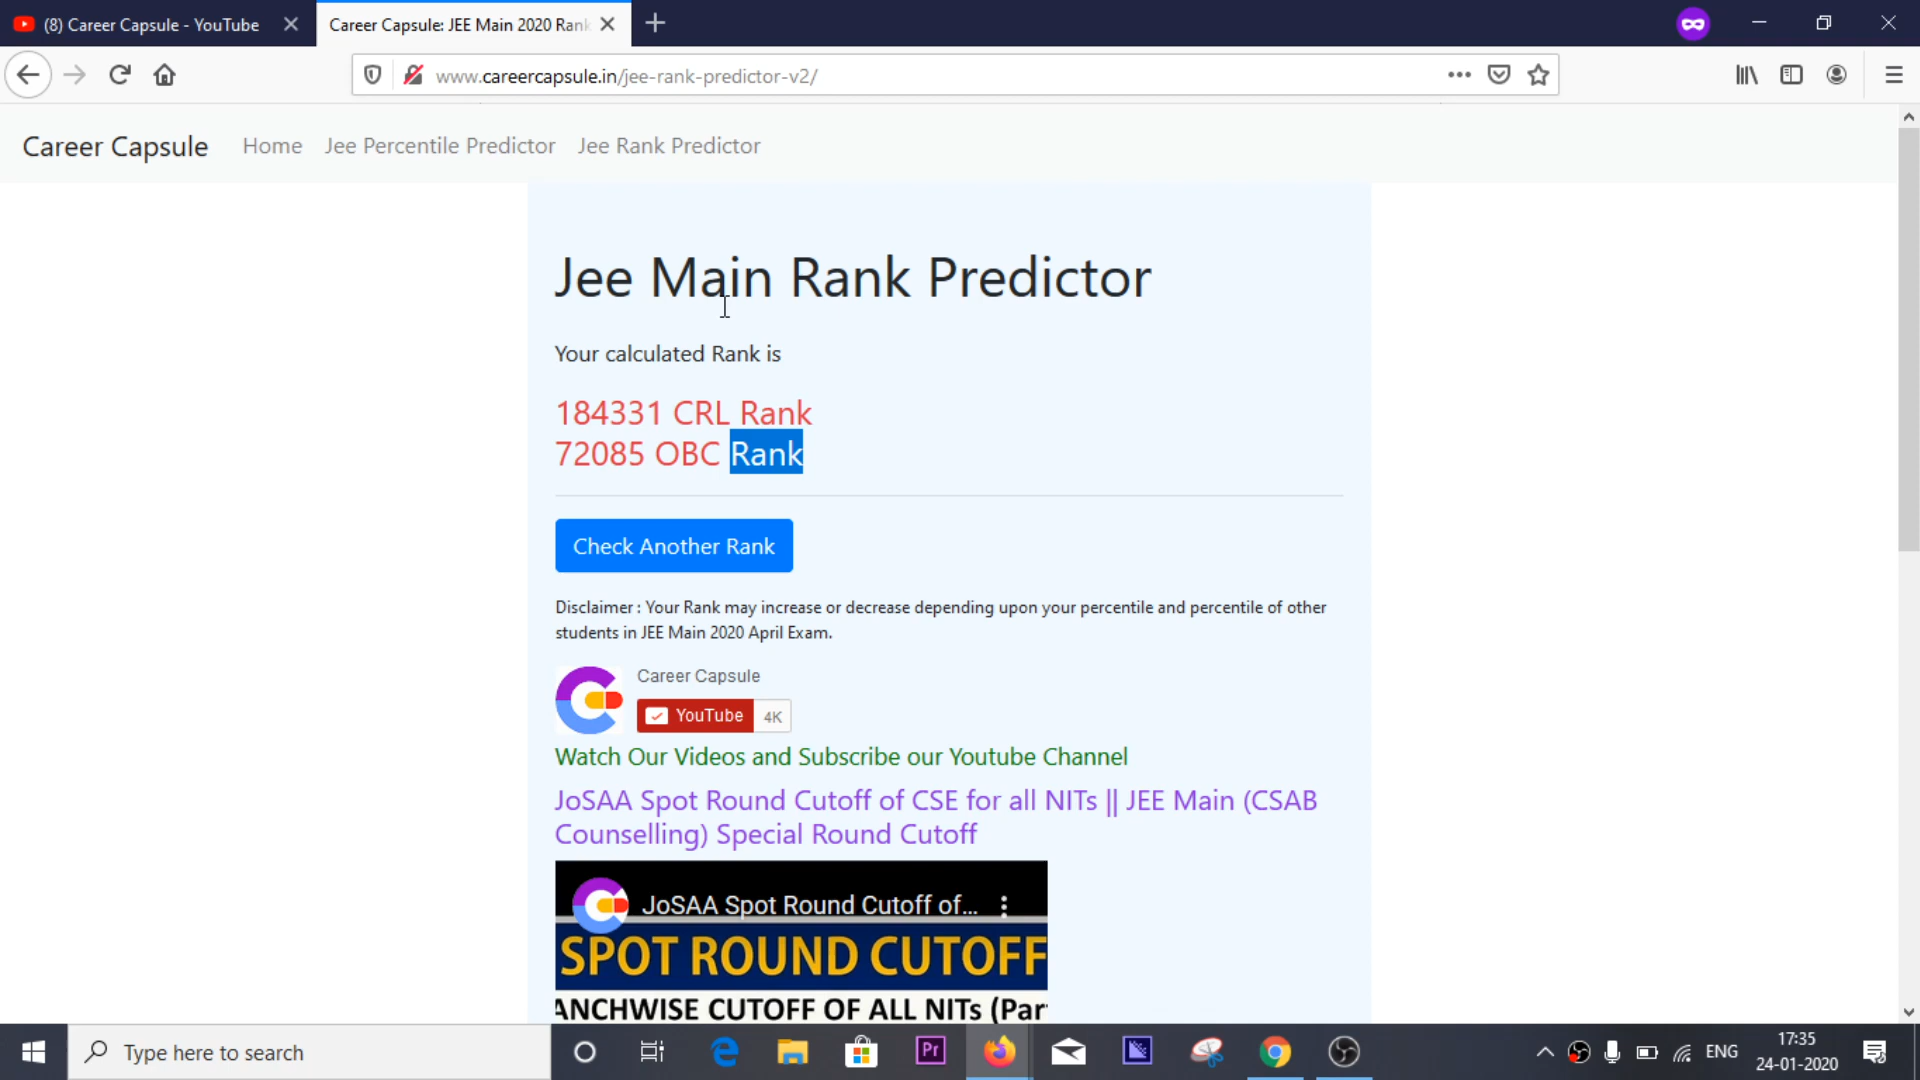 (8) Career Capsule - YouTube
Career Capsule: JEE Main 2020 Rank
www.careercapsule.in/jee-rank-predictor-v2/
Career Capsule Home Jee Percentile Predictor Jee Rank Predictor
Jee Main Rank Predictor
Your calculated Rank is
184331 CRL Rank
72085 OBC Rank
Check Another Rank
Disclaimer : Your Rank may increase or decrease depending upon your percentile and percentile of other
students in JEE Main 2020 April Exam.
Career Capsule
YouTube 4K
Watch Our Videos and Subscribe our Youtube Channel
JoSAA Spot Round Cutoff of CSE for all NITs || JEE Main (CSAB
Counselling) Special Round Cutoff
JoSAA Spot Round Cutoff of...
SPOT ROUND CUTOFF
ANCHWISE CUTOFF OF ALL NITs (Par
Type here to search
Pr
ENG
17:35
24-01-2020